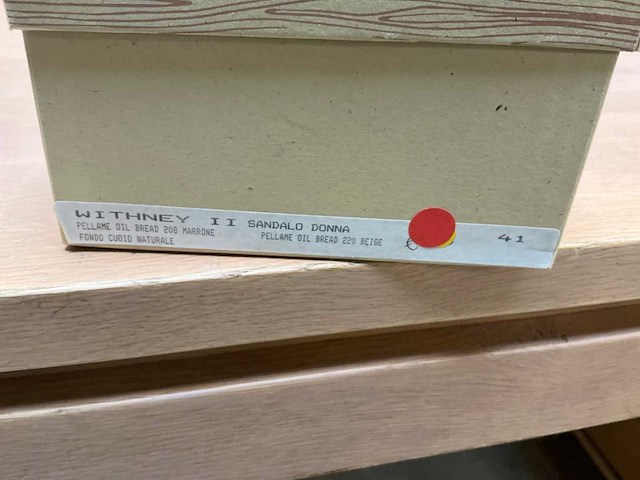 WITHNEY II SANDALO DONNA 41
PELLAME OIL BREAD 208 MARRONE PELLAME OIL BREAD 220 BEIGE €
FONDO CUOIO NATURALE